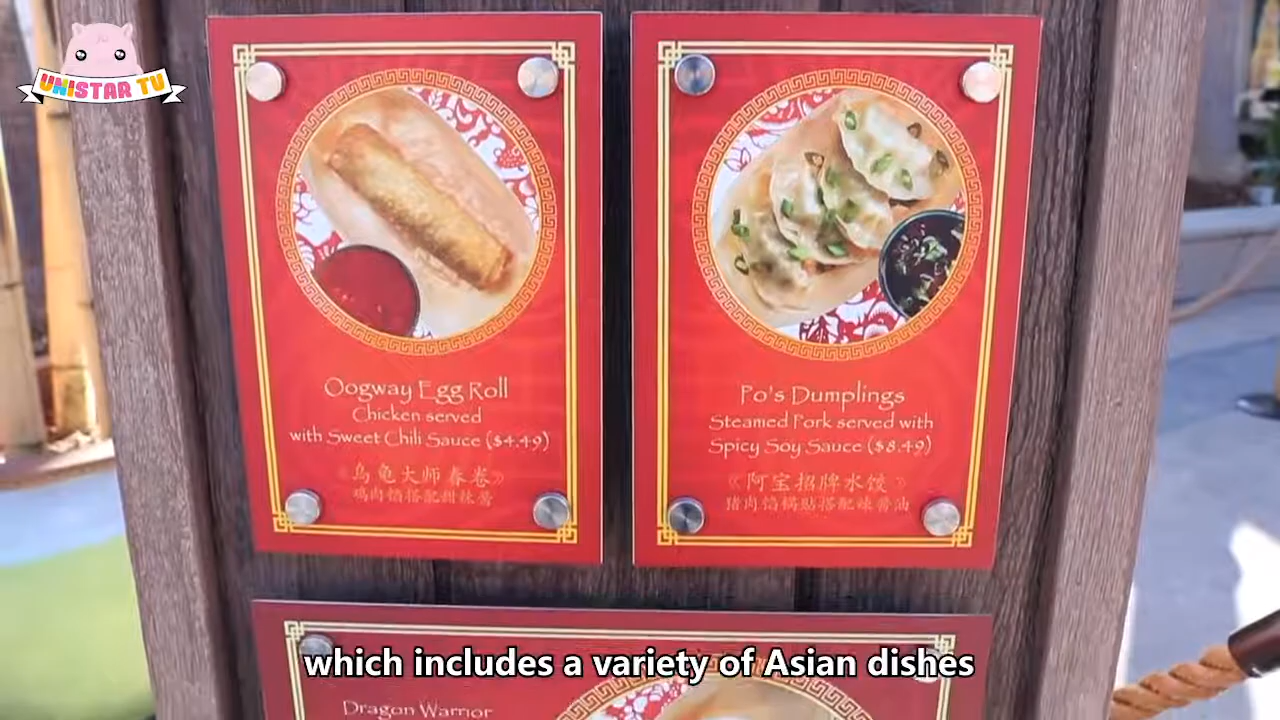 UNISTAR TV
Oogway Egg Roll
Chicken served
with Sweet Chili Sauce ($4.49)
《乌龟大师春卷》
鸡肉馅搭配甜辣酱
Po's Dumplings
Steamed Pork served with
Spicy Soy Sauce ($8.49)
《阿宝招牌水饺》
猪肉馅锅贴搭配辣酱油
which includes a variety of Asian dishes
Dragon Warrior